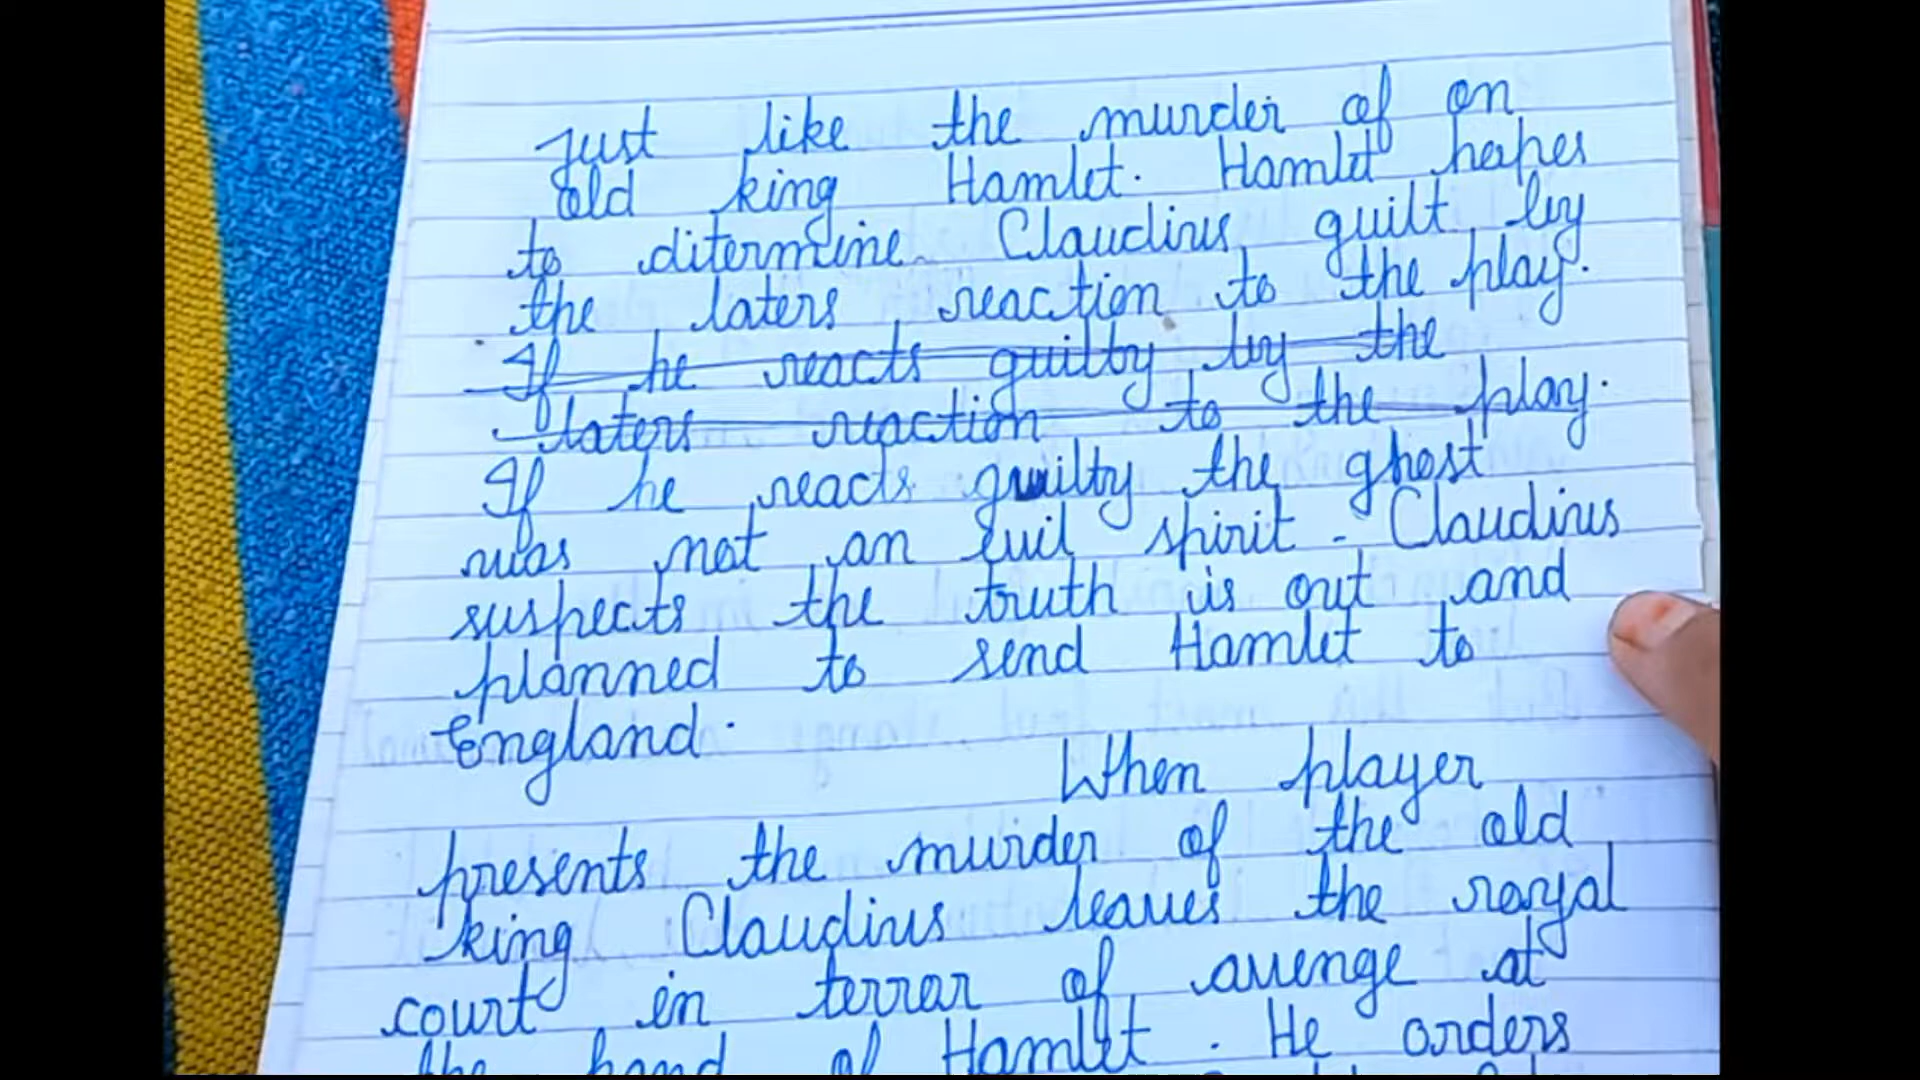 just like the murder of on
old king Hamlet. Hamlet hopes
to ditermine Claudius guilt by
the laters reaction to the play.
If he reacts guilty by the
laters reaction to the play.
If he reacts guilty the ghost
was not an evil spirit. Claudius
suspects the truth is out and
planned to send Hamlet to
England.
When player
presents the murder of the old
king Claudius leaves the royal
court in terror of avenge at
the hand of Hamlet. He orders